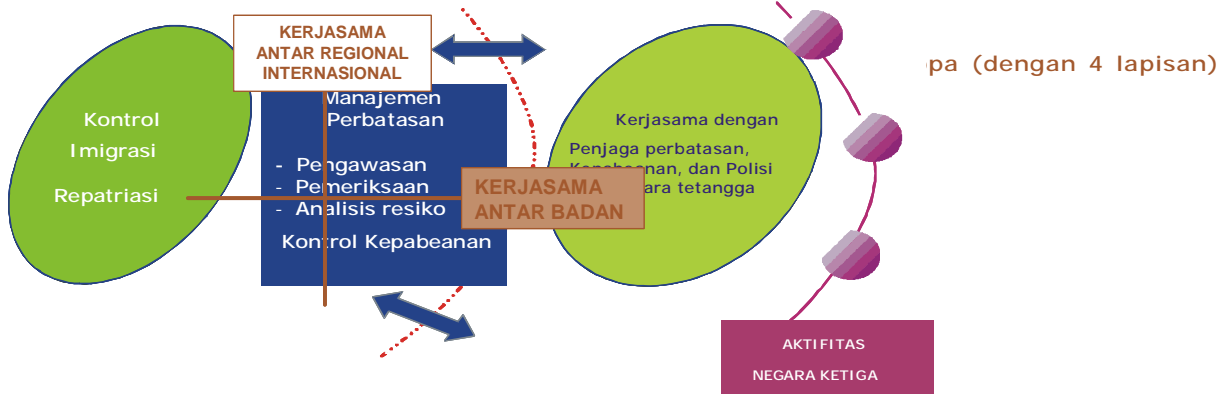 KERJASAMA
ANTAR REGIONAL
INTERNASIONAL
pa (dengan 4 lapisan)
Kontrol
Imigrasi
Repatriasi
Manajemen
Perbatasan
- Pengawasan
- Pemeriksaan
- Analisis resiko
Kontrol Kepabeanan
KERJASAMA
ANTAR BADAN
Kerjasama dengan
Penjaga perbatasan,
dan Polisi
tetangga
AKTIFITAS
NEGARA KETIGA